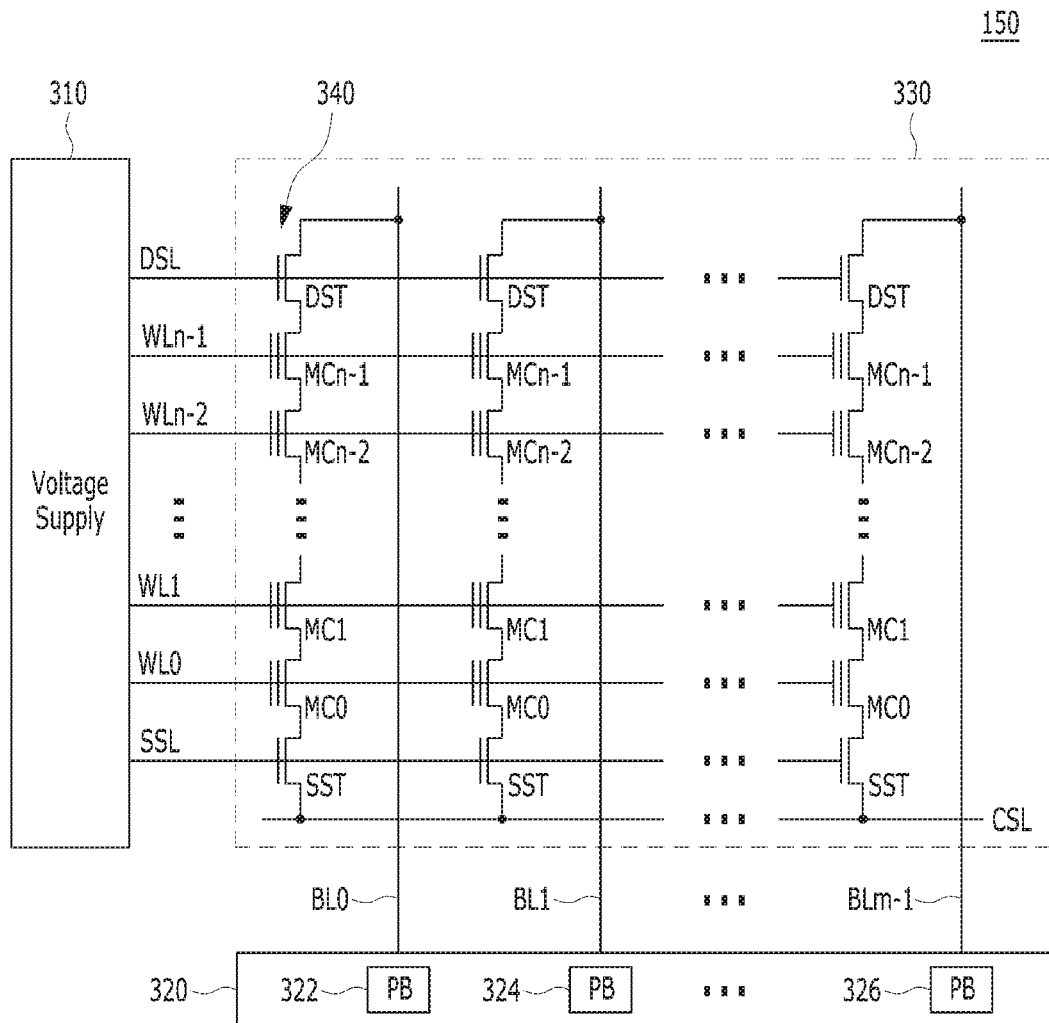 150
310
340
330
DSL
DST DST DST
WLn-1
MCn-1 MCn-1 MCn-1
WLn-2
MCn-2 MCn-2 MCn-2
Voltage
Supply
WL1
MC1 MC1 MC1
WL0
MC0 MC0 MC0
SSL
SST SST SST
CSL
BL0 BL1 BLm-1
320 322 PB 324 PB 326 PB